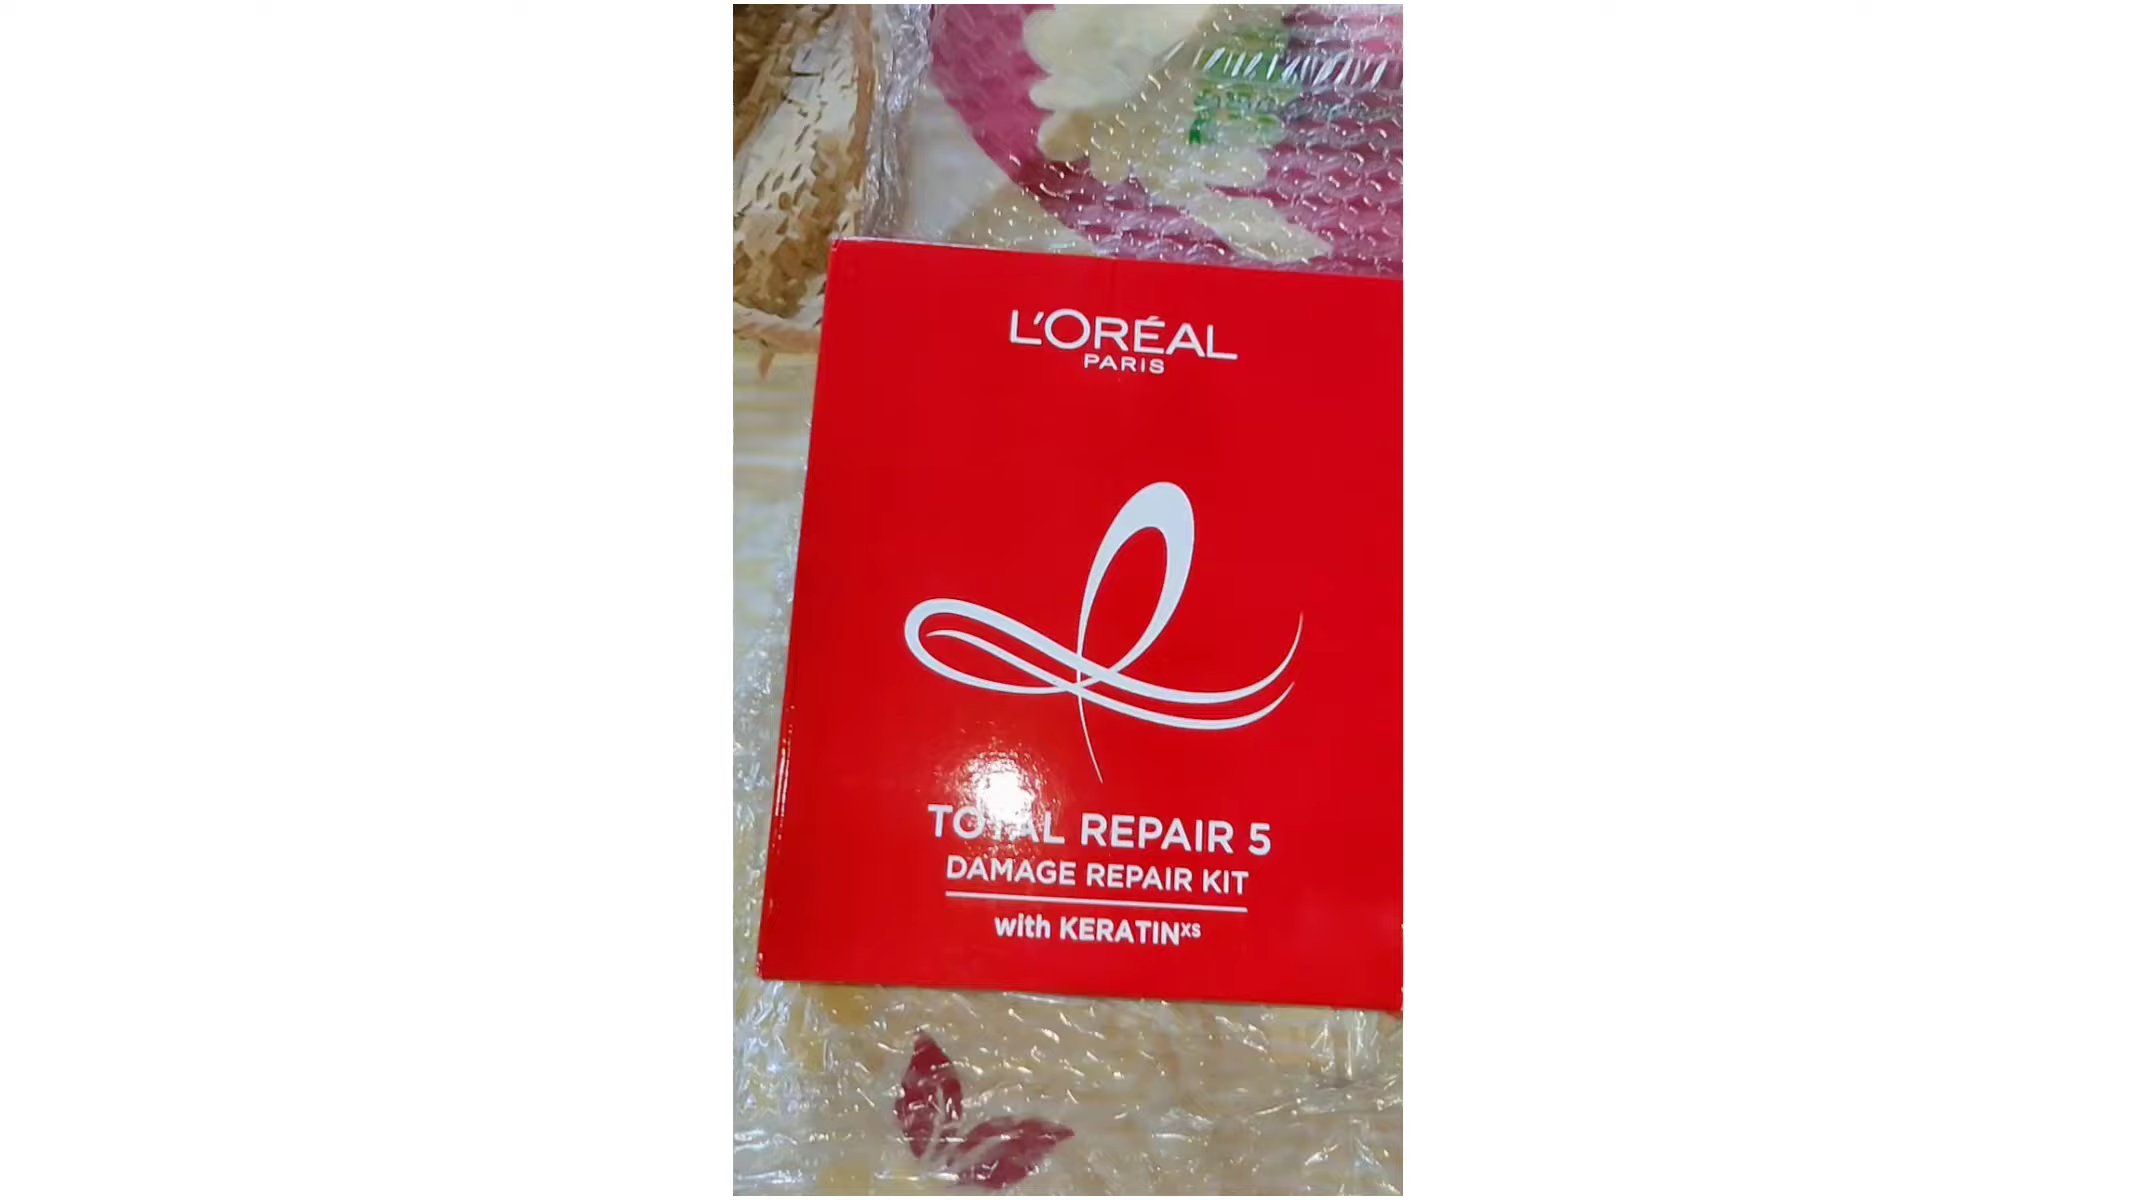 L'ORÉAL
PARIS
TOTAL REPAIR 5
DAMAGE REPAIR KIT
with KERATINXS